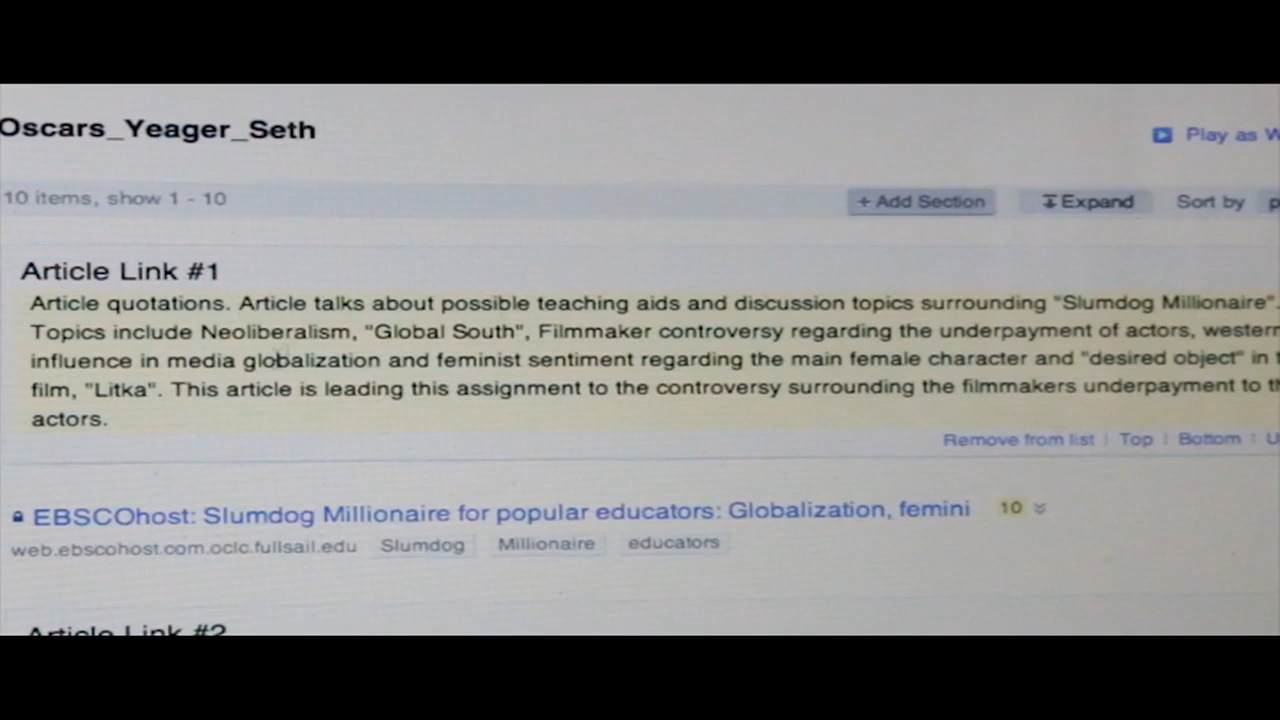 Oscars_Yeager_Seth
Play as
10 items, show 1 - 10
+ Add Section
Expand
Sort by
Article Link #1
Article quotations. Article talks about possible teaching aids and discussion topics surrounding "Slumdog Millionaire".
Topics include Neoliberalism, "Global South", Filmmaker controversy regarding the underpayment of actors, western
influence in media globalization and feminist sentiment regarding the main female character and "desired object" in
film, "Litka". This article is leading this assignment to the controversy surrounding the filmmakers underpayment to
actors.
Remove from list | Top | Bottom |
EBSCOhost: Slumdog Millionaire for popular educators: Globalization, femini 10
web.ebscohost.com.oclc.fullsail.edu Slumdog Millionaire educators
Article Link #2